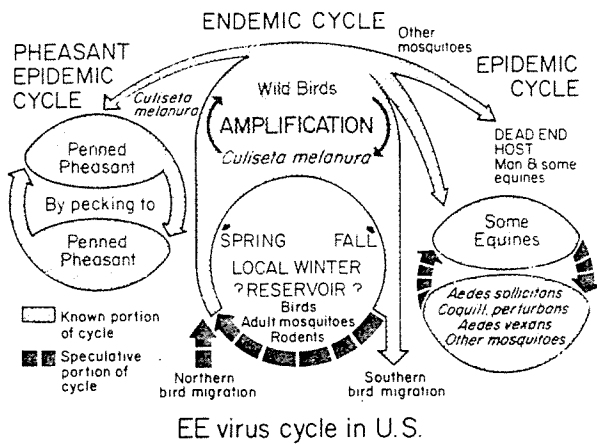 ENDEMIC CYCLE
Other
mosquitoes
PHEASANT
EPIDEMIC
CYCLE
Culiseta
melanura
Wild Birds
AMPLIFICATION
Culiseta melanura
EPIDEMIC
CYCLE
DEAD END
HOST
Man & some
equines
Penned
Pheasant
By pecking to
Penned
Pheasant
SPRING FALL
LOCAL WINTER
? RESERVOIR ?
Birds
Adult mosquitoes
Rodents
Some
Equines
Aedes sollicitans
Coquill. perturbans
Aedes vexans
Other mosquitoes
Known portion
of cycle
Speculative
portion of
cycle
Northern
bird migration
Southern
bird migration
EE virus cycle in U.S.